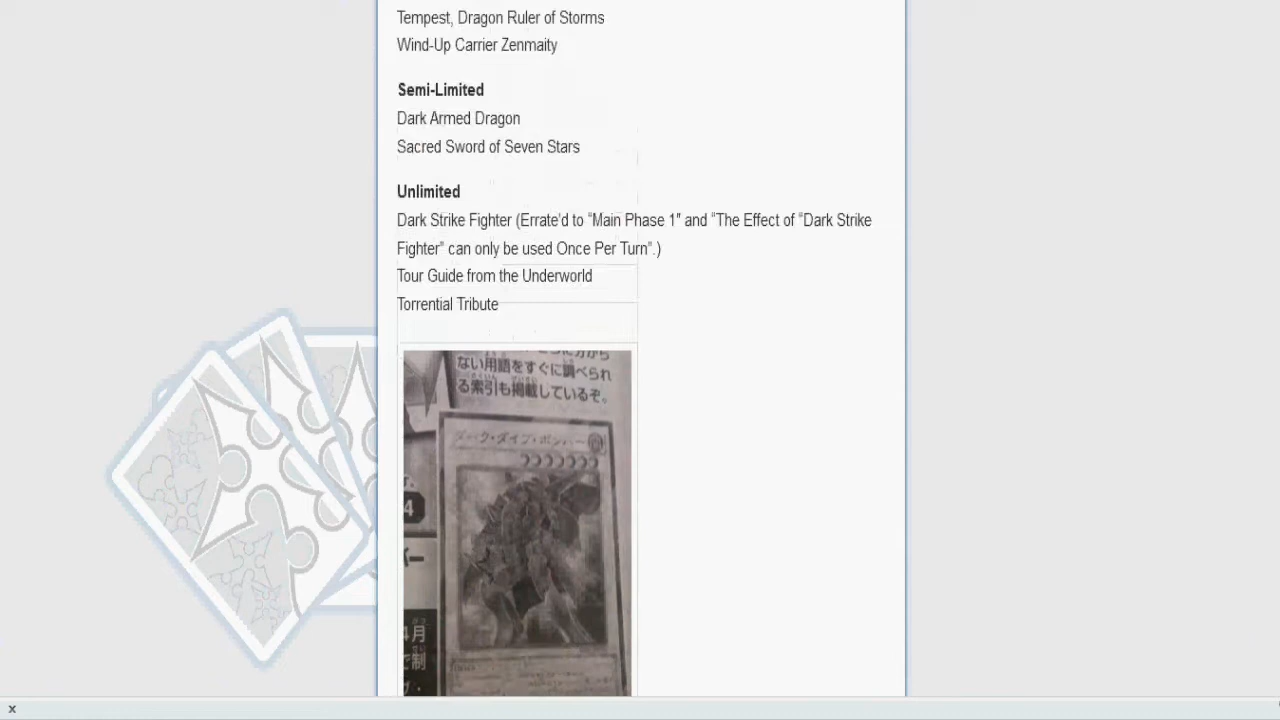 Tempest, Dragon Ruler of Storms
Wind-Up Carrier Zenmaity
Semi-Limited
Dark Armed Dragon
Sacred Sword of Seven Stars
Unlimited
Dark Strike Fighter (Errate'd to “Main Phase 1″ and “The Effect of “Dark Strike
Fighter” can only be used Once Per Turn”.)
Tour Guide from the Underworld
Torrential Tribute
ない用語をすぐに調べられ
る索引も掲載しているぞ。
ダーク・ダイブ・ボンバー
4
バー
4月
で制
x